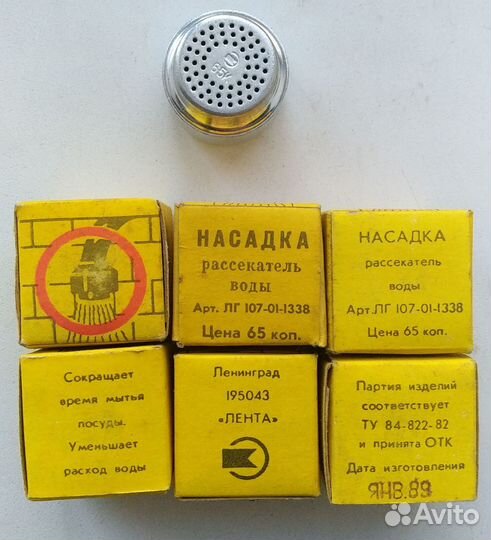 65К
НАСАДКА
рассекатель
воды
Арт. ЛГ 107-01-1338
Цена 65 коп.
НАСАДКА
рассекатель
воды
Арт. ЛГ 107-01-1338
Цена 65 коп.
Сокращает
время мытья
посуды.
Уменьшает
расход воды
Ленинград
195043
«ЛЕНТА»
Партия изделий
соответствует
ТУ 84-822-82
и принята ОТК
Дата изготовления
ЯНВ.89
Avito